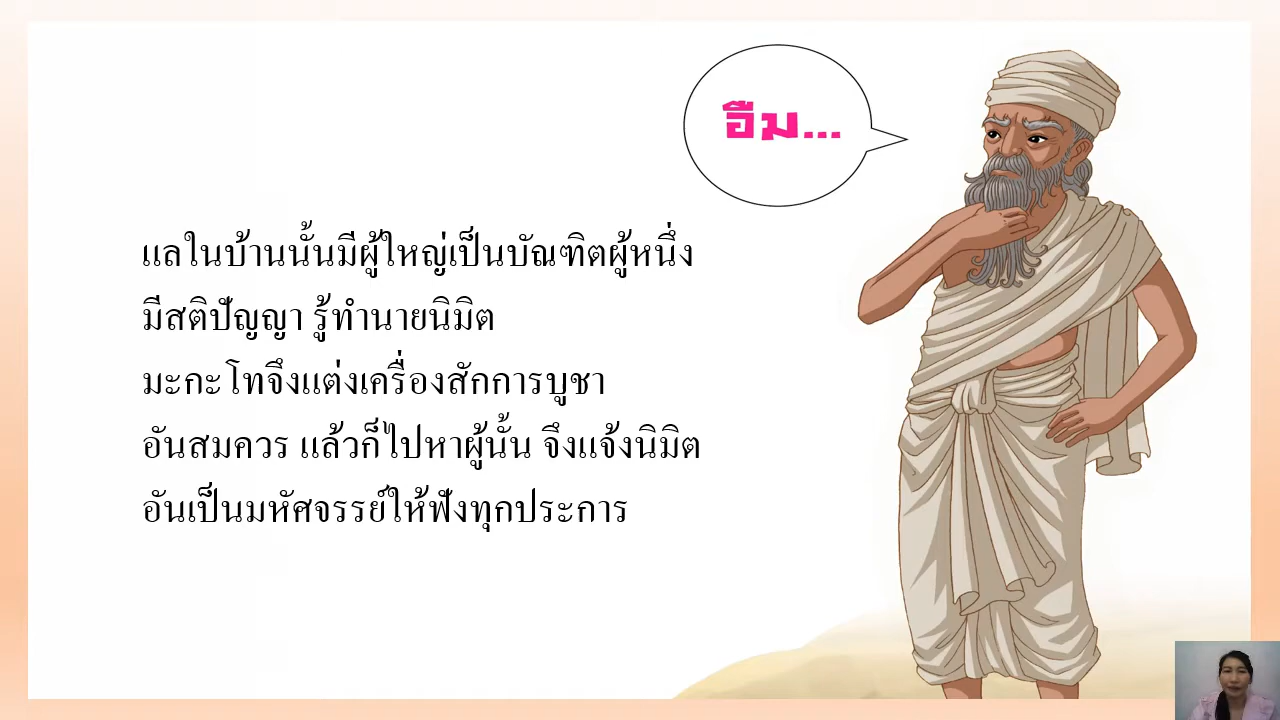 อืม...
แลในบ้านนั้นมีผู้ใหญ่เป็นบัณฑิตผู้หนึ่ง
มีสติปัญญา รู้ทำนายนิมิต
มะกะโทจึงแต่งเครื่องสักการบูชา
อันสมควร แล้วก็ไปหาผู้นั้น จึงแจ้งนิมิต
อันเป็นมหัศจรรย์ให้ฟังทุกประการ